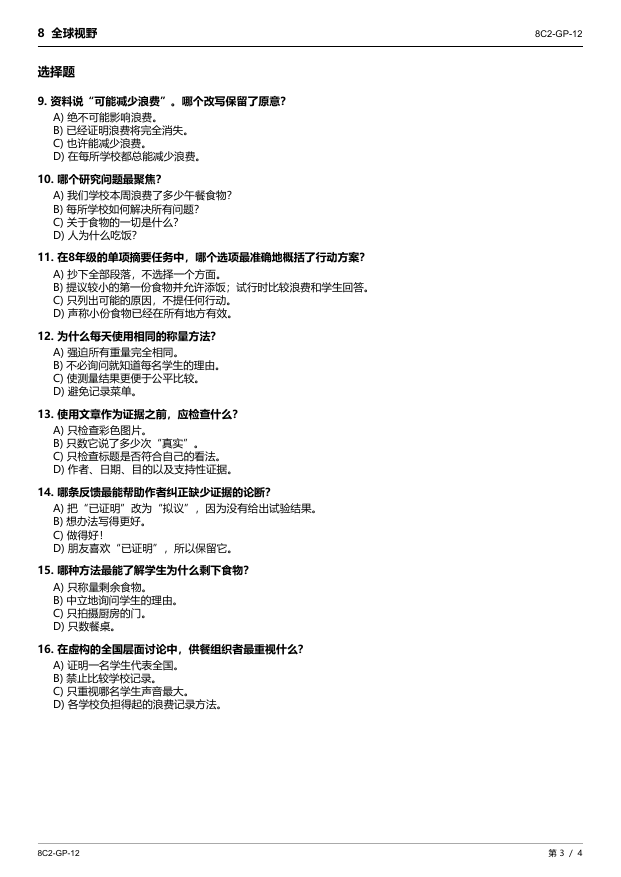 8 全球视野
8C2-GP-12
选择题
9. 资料说“可能减少浪费”。哪个改写保留了原意?
A) 绝不可能影响浪费。
B) 已经证明浪费将完全消失。
C) 也许能减少浪费。
D) 在每所学校都总能减少浪费。
10. 哪个研究问题最聚焦?
A) 我们学校本周浪费了多少午餐食物?
B) 每所学校如何解决所有问题?
C) 关于食物的一切是什么?
D) 人为什么吃饭?
11. 在8年级的单项摘要任务中，哪个选项最准确地概括了行动方案?
A) 抄下全部段落，不选择一个方面。
B) 提议较小的第一份食物并允许添饭；试行时比较浪费和学生回答。
C) 只列出可能的原因，不提任何行动。
D) 声称小份食物已经在所有地方有效。
12. 为什么每天使用相同的称量方法?
A) 强迫所有重量完全相同。
B) 不必询问就知道每名学生的理由。
C) 使测量结果更便于公平比较。
D) 避免记录菜单。
13. 使用文章作为证据之前，应检查什么?
A) 只检查彩色图片。
B) 只数它说了多少次“真实”。
C) 只检查标题是否符合自己的看法。
D) 作者、日期、目的以及支持性证据。
14. 哪条反馈最能帮助作者纠正缺少证据的论断?
A) 把“已证明”改为“拟议”，因为没有给出试验结果。
B) 想办法写得更好。
C) 做得好!
D) 朋友喜欢“已证明”，所以保留它。
15. 哪种方法最能了解学生为什么剩下食物?
A) 只称量剩余食物。
B) 中立地询问学生的理由。
C) 只拍摄厨房的门。
D) 只数餐桌。
16. 在虚构的全国层面讨论中，供餐组织者最重视什么?
A) 证明一名学生代表全国。
B) 禁止比较学校记录。
C) 只重视哪名学生声音最大。
D) 各学校负担得起的浪费记录方法。
8C2-GP-12
第 3 / 4